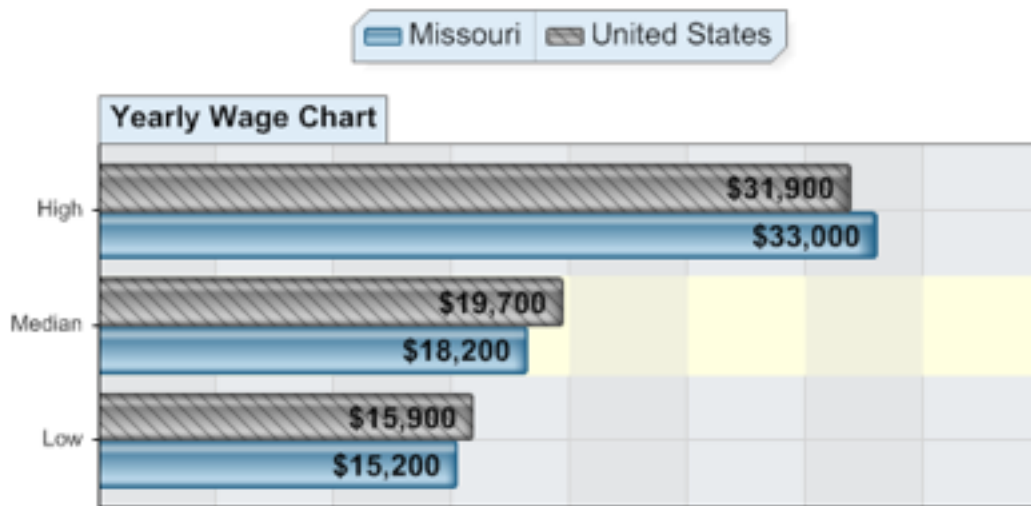 Missouri United States
Yearly Wage Chart
High
$31,900
$33,000
Median
$19,700
$18,200
Low
$15,900
$15,200